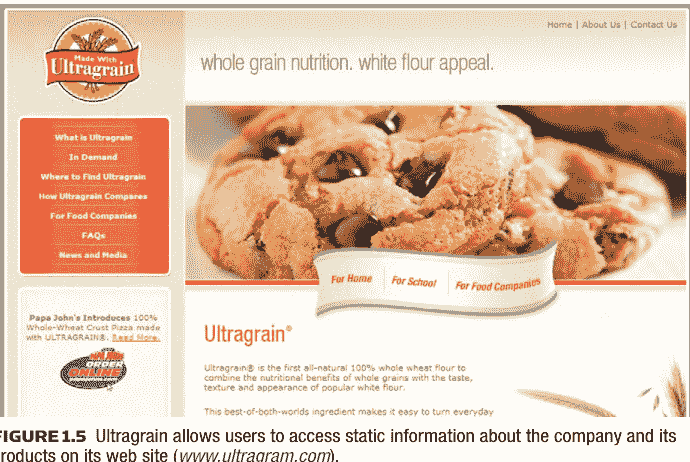 Home | About Us | Contact Us
Made With
Ultragrain
whole grain nutrition. white flour appeal.
What is Ultragrain
In Demand
Where to Find Ultragrain
How Ultragrain Compares
For Food Companies
FAQs
News and Media
For Home | For School | For Food Companies
Papa John's Introduces 100%
Whole-Wheat Crust Pizza made
with ULTRAGRAIN®. Read More.
ORDER
ONLINE
Ultragrain®
Ultragrain® is the first all-natural 100% whole wheat flour to
combine the nutritional benefits of whole grains with the taste,
texture and appearance of popular white flour.
This best-of-both-worlds ingredient makes it easy to turn everyday
FIGURE 1.5 Ultragrain allows users to access static information about the company and its
products on its web site (www.ultragram.com).